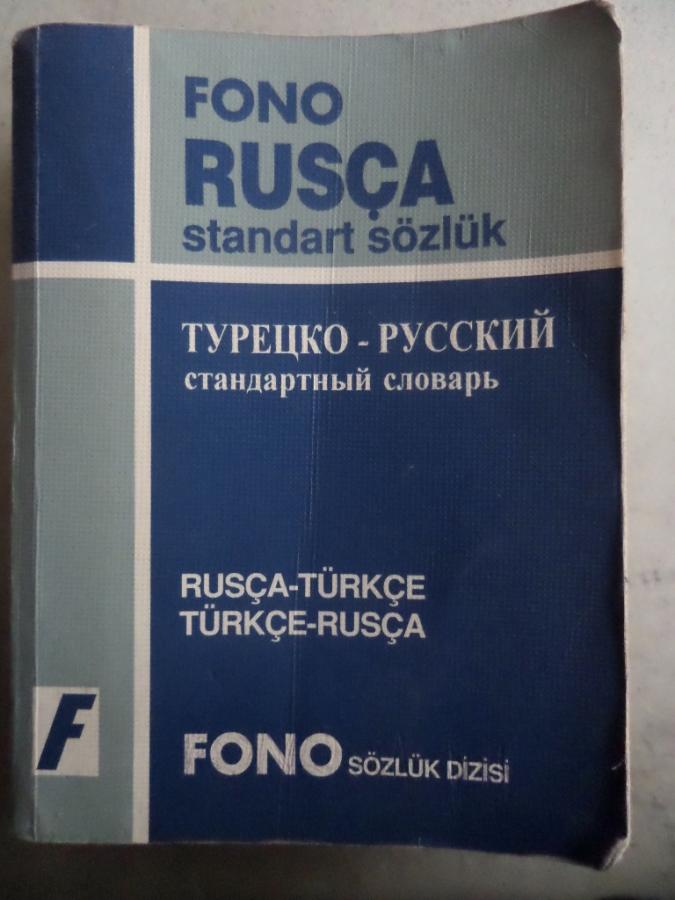 FONO
RUSÇA
standart sözlük
ТУРЕЦКО - РУССКИЙ
стандартный словарь
RUSÇA-TÜRKÇE
TÜRKÇE-RUSÇA
F
FONO SÖZLÜK DİZİSİ